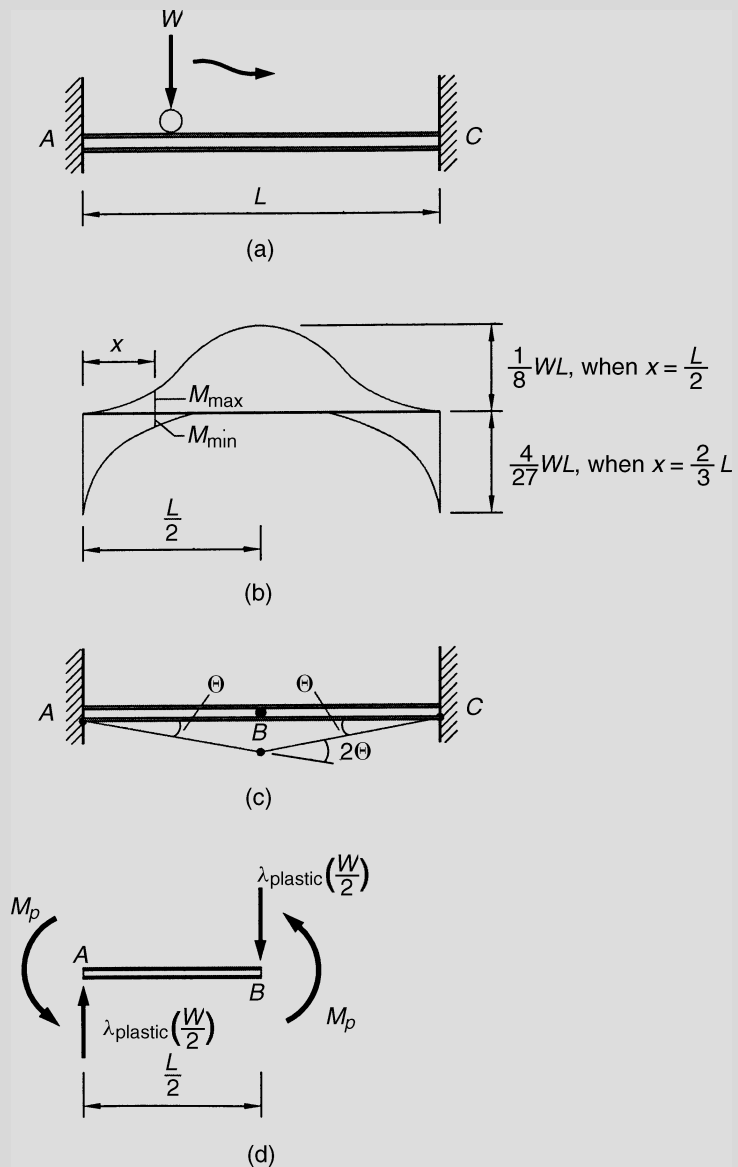 W
A
C
L
(a)
x
M_max
M_min
1/8 WL, when x = L/2
4/27 WL, when x = 2/3 L
L/2
(b)
Θ
Θ
A
B
C
2Θ
(c)
λ_plastic(W/2)
M_p
A
B
M_p
λ_plastic(W/2)
L/2
(d)